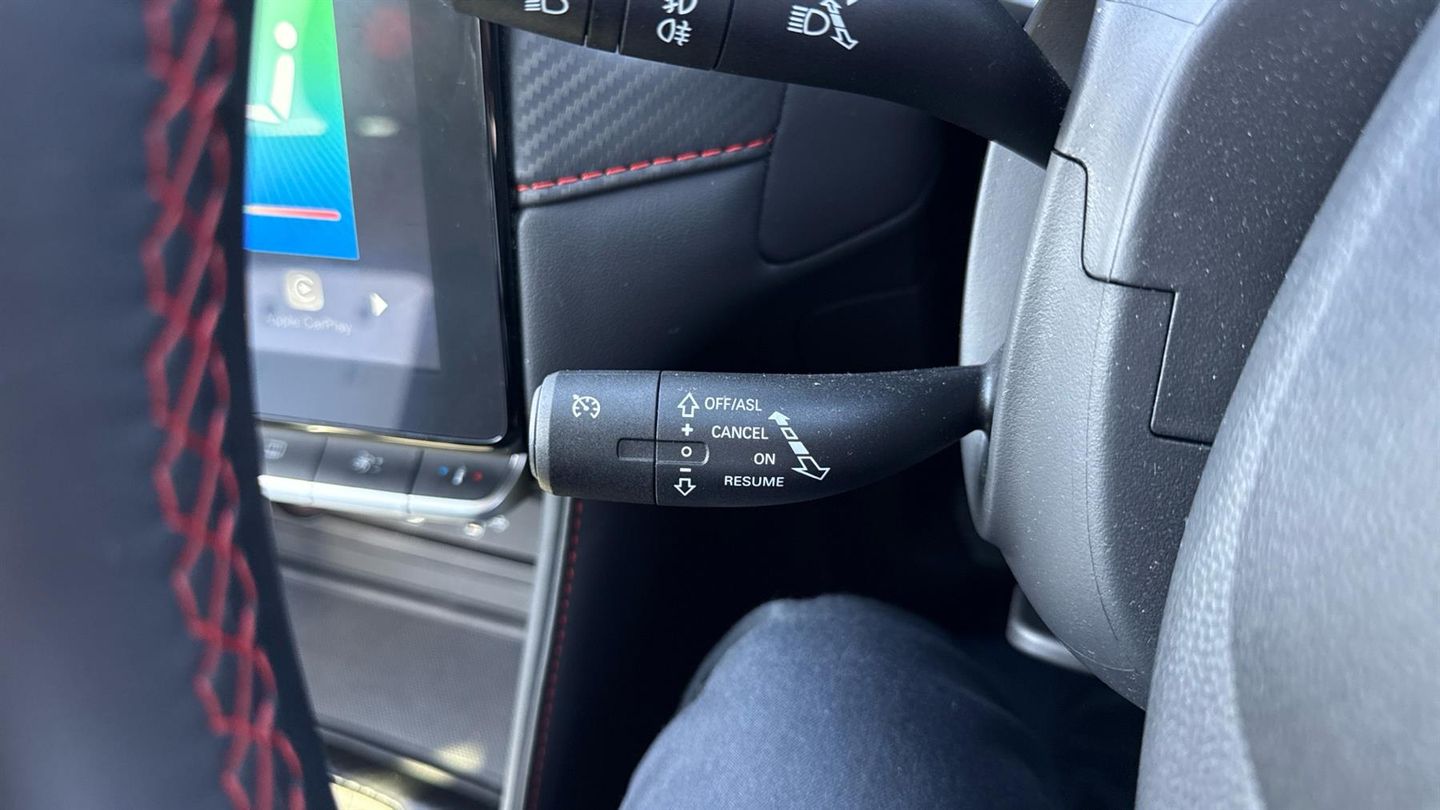 Apple CarPlay
OFF/ASL
+ CANCEL
O ON
- RESUME